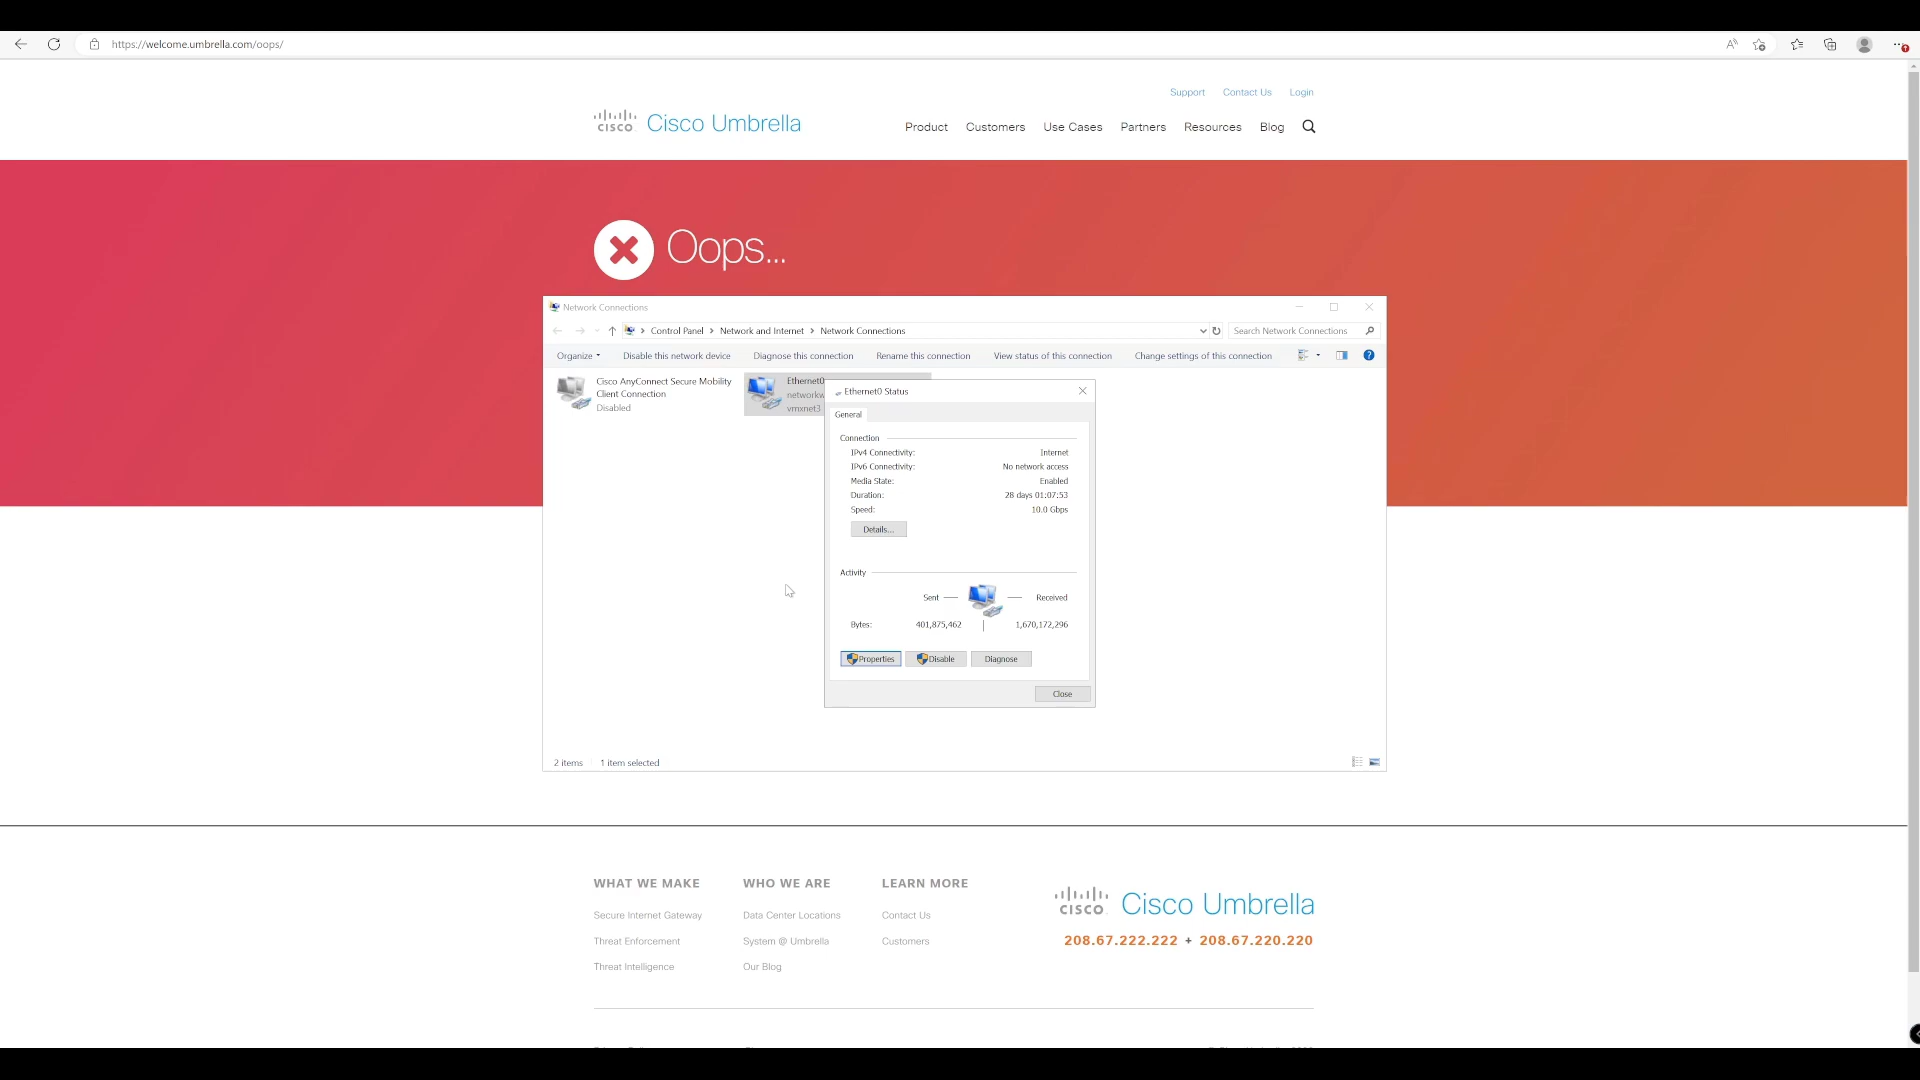 https://welcome.umbrella.com/oops/
Support Contact Us Login
CISCO Cisco Umbrella
Product Customers Use Cases Partners Resources Blog
Oops...
Network Connections
Control Panel > Network and Internet > Network Connections
Search Network Connections
Organize Disable this network device Diagnose this connection Rename this connection View status of this connection Change settings of this connection
Cisco AnyConnect Secure Mobility
Client Connection
Disabled
Ethernet0
vmxnet3
Ethernet0 Status
General
Connection
IPv4 Connectivity: Internet
IPv6 Connectivity: No network access
Media State: Enabled
Duration: 28 days 01:07:53
Speed: 10.0 Gbps
Details...
Activity
Sent Received
Bytes: 401,875,462 1,670,172,296
Properties Disable Diagnose
Close
2 items 1 item selected
WHAT WE MAKE
Secure Internet Gateway
Threat Enforcement
Threat Intelligence
WHO WE ARE
Data Center Locations
System @ Umbrella
Our Blog
LEARN MORE
Contact Us
Customers
CISCO Cisco Umbrella
208.67.222.222 + 208.67.220.220